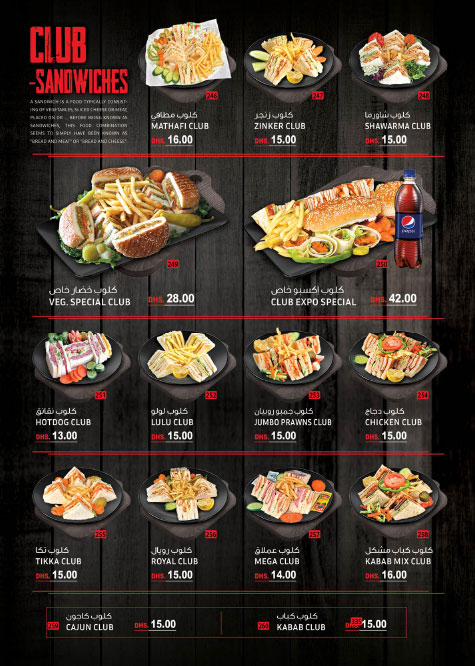 CLUB
-SANDWICHES
A SANDWICH IS A FOOD TYPICALLY CONSIST-
ING OF VEGETABLES, SLICED CHEESE OR MEAT,
PLACED ON OR ... BEFORE BEING KNOWN AS
SANDWICHES, THIS FOOD COMBINATION
SEEMS TO SIMPLY HAVE BEEN KNOWN AS
"BREAD AND MEAT" OR "BREAD AND CHEESE".
246
كلوب مطافي
MATHAFI CLUB
DHS. 16.00
247
كلوب زنجر
ZINKER CLUB
DHS. 15.00
248
كلوب شاورما
SHAWARMA CLUB
DHS. 15.00
249
كلوب خضار خاص
VEG. SPECIAL CLUB DHS. 28.00
pepsi
250
كلوب إكسبو خاص
CLUB EXPO SPECIAL DHS. 42.00
251
كلوب نقانق
HOTDOG CLUB
DHS. 13.00
252
كلوب لولو
LULU CLUB
DHS. 15.00
253
كلوب جمبو روبيان
JUMBO PRAWNS CLUB
DHS. 15.00
254
كلوب دجاج
CHICKEN CLUB
DHS. 15.00
255
كلوب تكا
TIKKA CLUB
DHS. 15.00
256
كلوب رويال
ROYAL CLUB
DHS. 15.00
257
كلوب عملاق
MEGA CLUB
DHS. 14.00
258
كلوب كباب مشكل
KABAB MIX CLUB
DHS. 16.00
كلوب كاجون
259 CAJUN CLUB DHS. 15.00
كلوب كباب
260 KABAB CLUB DHS. 15.00